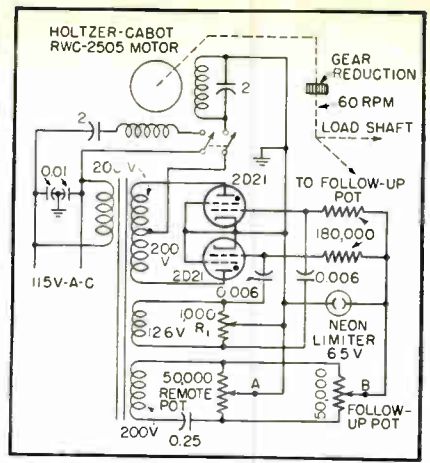 HOLTZER-CABOT
RWC-2505 MOTOR
GEAR
REDUCTION
60 RPM
LOAD SHAFT
2
2
0.01
200V
2D21
TO FOLLOW-UP
POT
180,000
200
V
2D21
0.006
0.006
115V-A-C
1,000
R1
126V
NEON
LIMITER
65V
50,000
REMOTE
POT
A
50,000
B
FOLLOW-
UP POT
200V
0.25